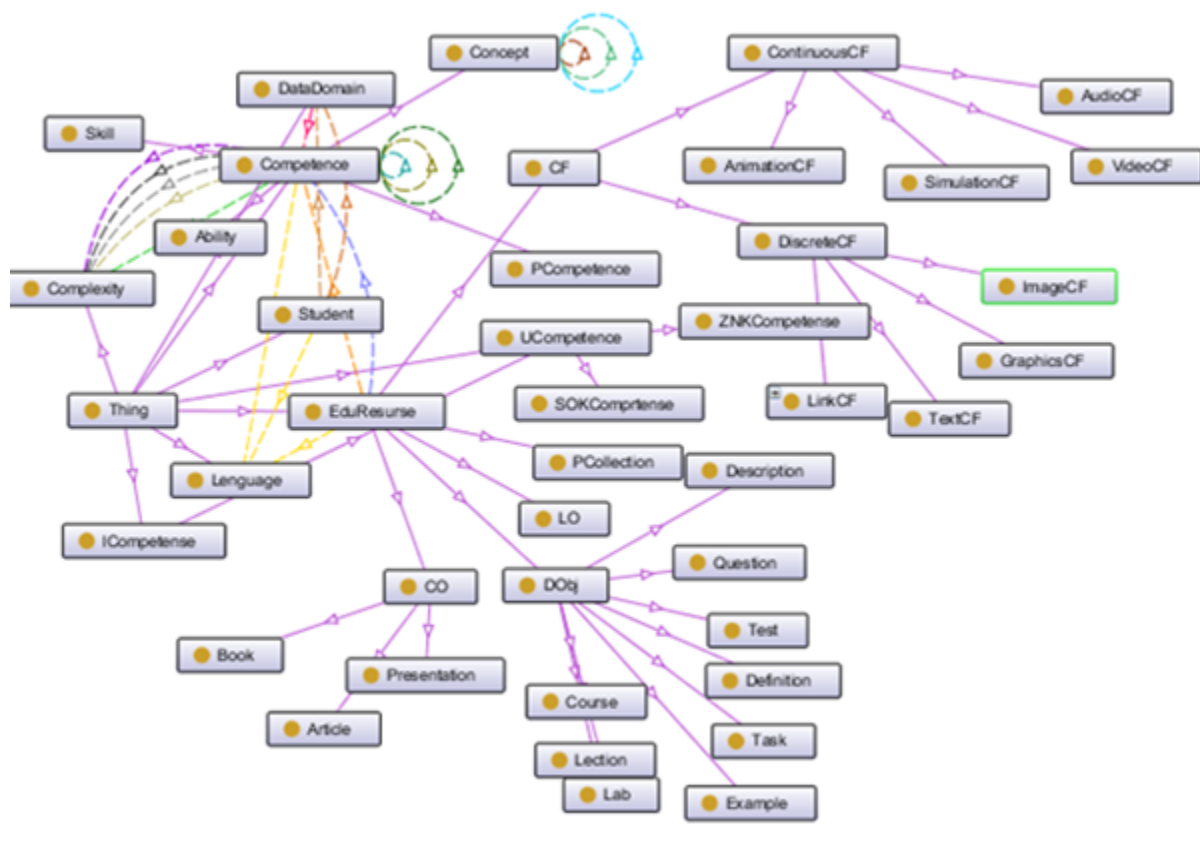 Concept
ContinuousCF
DataDomain
AudioCF
Skill
Competence
CF
AnimationCF
SimulationCF
VideoCF
Ability
DiscreteCF
PCompetence
Complexity
ImageCF
Student
ZNKCompetense
UCompetence
GraphicsCF
Thing
EduResurse
SOKComprtense
LinkCF
TextCF
PCollection
Description
Lenguage
LO
ICompetense
Question
CO
DObj
Test
Book
Presentation
Definition
Course
Article
Task
Lection
Lab
Example